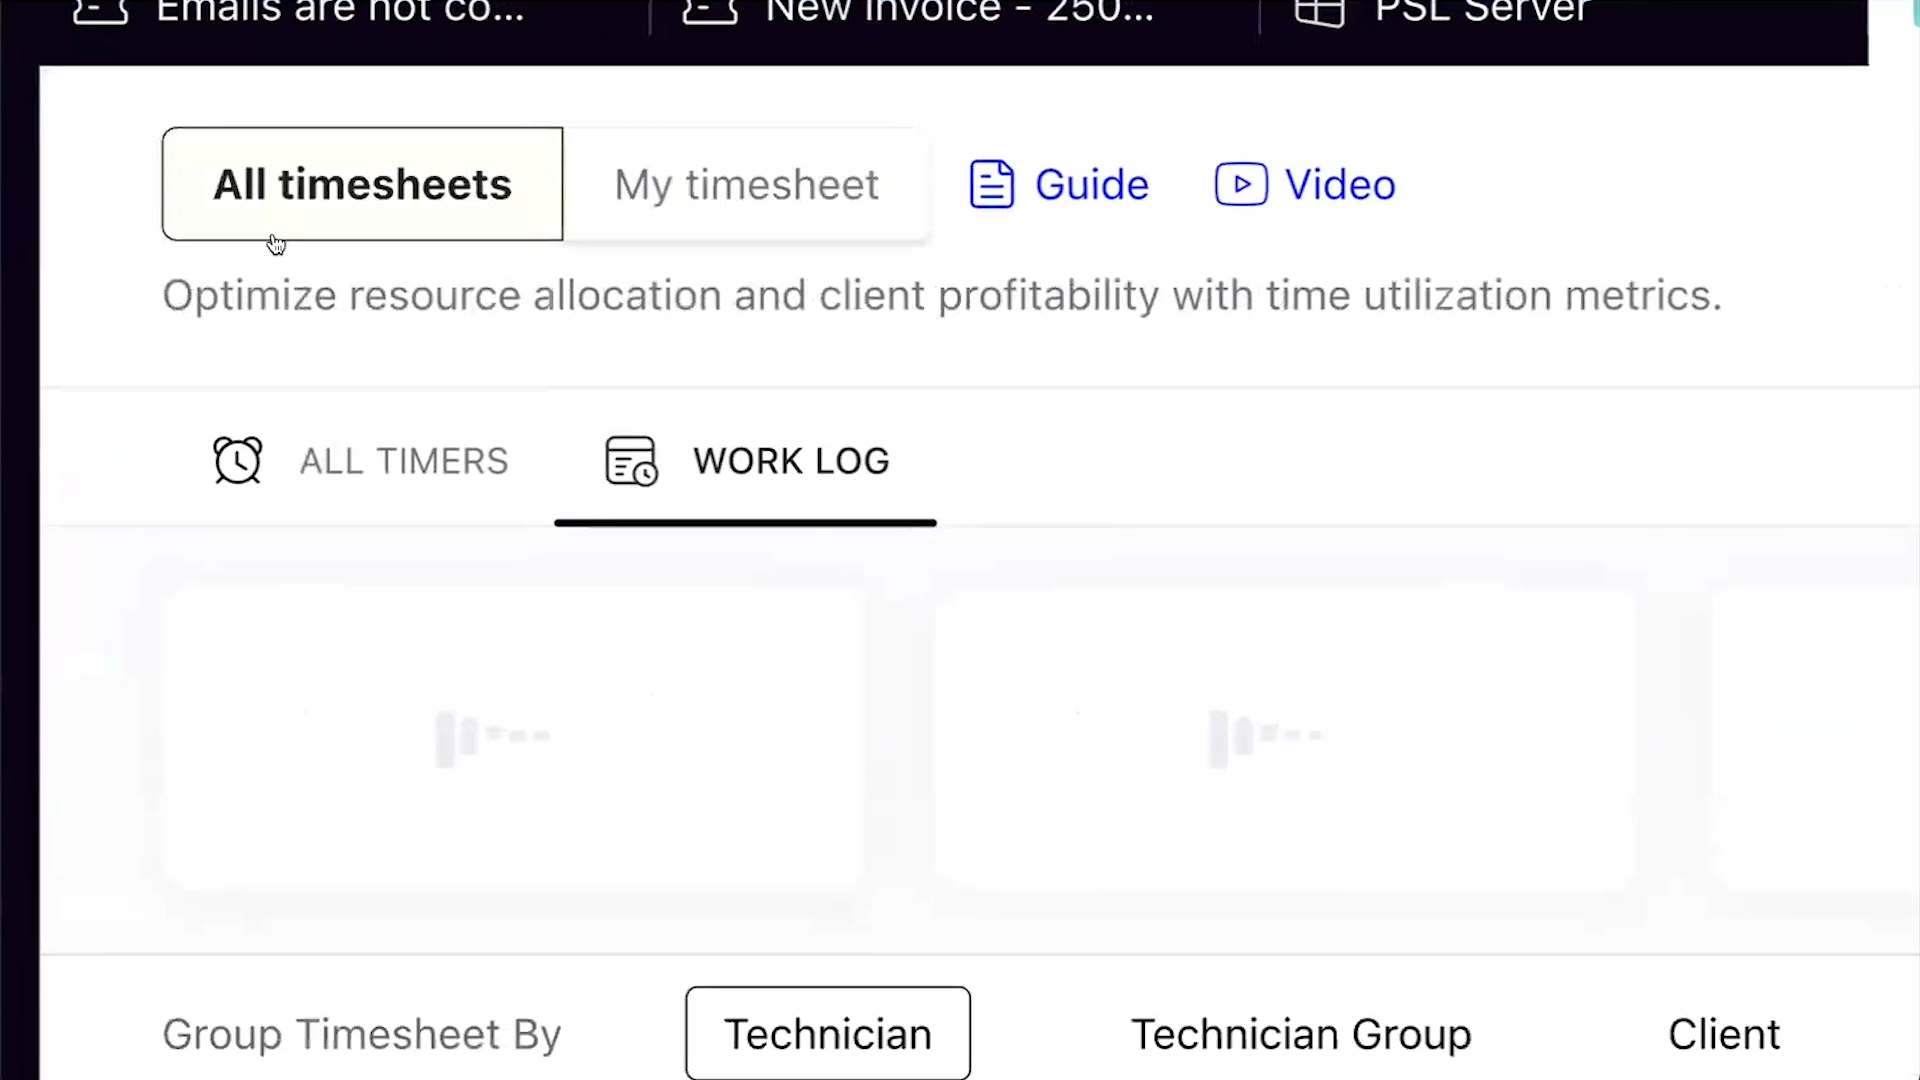 Emails are not co... New Invoice - 250... PSL Server
All timesheets My timesheet Guide Video
Optimize resource allocation and client profitability with time utilization metrics.
ALL TIMERS WORK LOG
Group Timesheet By Technician Technician Group Client